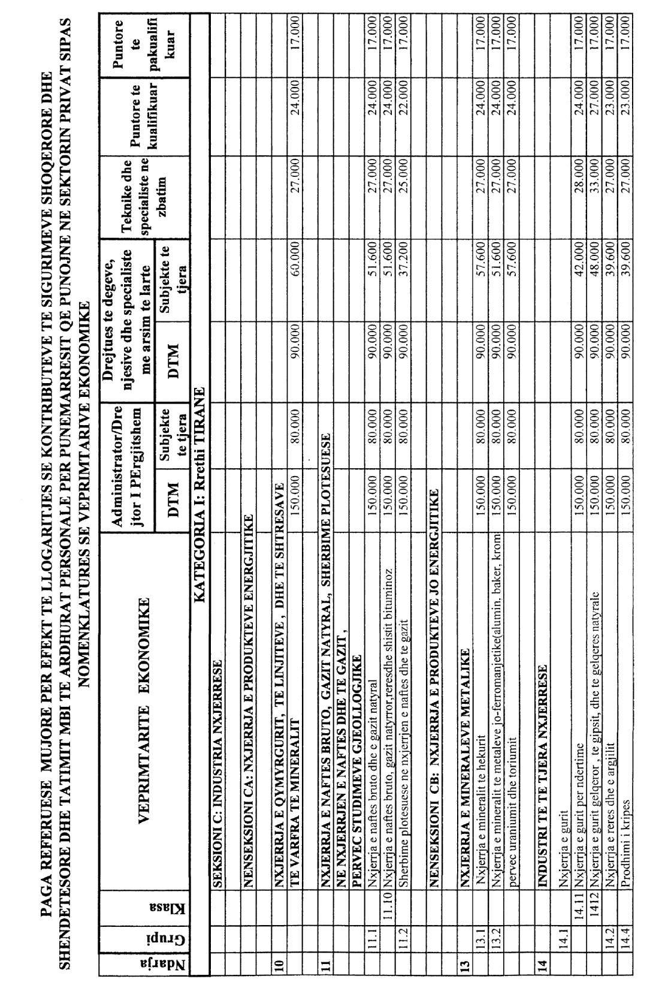 PAGA REFERUESE MUJORE PER EFEKT TE LLOGARITJES SE KONTRIBUTEVE TE SIGURIMEVE SHOQERORE DHE
SHENDETESORE DHE TATIMIT MBI TE ARDHURAT PERSONALE PER PUNEMARRESIT QE PUNOJNE NE SEKTORIN PRIVAT SIPAS
NOMENKLATURES SE VEPRIMTARIVE EKONOMIKE
Ndarja Grupi Klasa VEPRIMTARITE EKONOMIKE
Administrator/Dre
jtor I PErgjitshem
DTM Subjekte
te tjera
Drejtues te degeve,
njesive dhe specialiste
me arsim te larte
DTM Subjekte te
tjera
Teknike dhe
specialiste ne
zbatim
Puntore te
kualifikuar
Puntore
te
pakualifi
kuar
KATEGORIA I: Rrethi TIRANE
SEKSIONI C: INDUSTRIA NXJERRESE
NENSEKSIONI CA: NXJERRJA E PRODUKTEVE ENERGJITIKE
10 NXJERRJA E QYMYRGURIT, TE LINJITEVE , DHE TE SHTRESAVE
TE VARFRA TE MINERALIT 150.000 80.000 90.000 60.000 27.000 24.000 17.000
11 NXJERRJA E NAFTES BRUTO, GAZIT NATYRAL, SHERBIME PLOTESUESE
NE NXJERRJEN E NAFTES DHE TE GAZIT ,
PERVEC STUDIMEVE GJEOLLOGJIKE
11.1 Nxjerrja e naftes bruto dhe e gazit natyral 150.000 80.000 90.000 51.600 27.000 24.000 17.000
11.10 Nxjerrja e naftes bruto, gazit natyrror,reresdhe shistit bituminoz 150.000 80.000 90.000 51.600 27.000 24.000 17.000
11.2 Sherbime plotesuese ne nxjerrjen e naftes dhe te gazit 150.000 80.000 90.000 37.200 25.000 22.000 17.000
NENSEKSIONI CB: NXJERRJA E PRODUKTEVE JO ENERGJITIKE
13 NXJERRJA E MINERALEVE METALIKE
13.1 Nxjerrja e mineralit te hekurit 150.000 80.000 90.000 57.600 27.000 24.000 17.000
13.2 Nxjerrja e mineralit te metaleve jo-ferromanjetike(alumin, baker, krom 150.000 80.000 90.000 51.600 27.000 24.000 17.000
pervec uraniumit dhe toriumit 150.000 80.000 90.000 57.600 27.000 24.000 17.000
14 INDUSTRI TE TE TJERA NXJERRESE
14.1 Nxjerrja e gurit
14.11 Nxjerrja e gurit per ndertime 150.000 80.000 90.000 42.000 28.000 24.000 17.000
1412 Nxjerrja e gurit gelqeror , te gipsit, dhe te gelqeres natyrale 150.000 80.000 90.000 48.000 33.000 27.000 17.000
14.2 Nxjerrja e reres dhe e argjilit 150.000 80.000 90.000 39.600 27.000 23.000 17.000
14.4 Prodhimi i kripes 150.000 80.000 90.000 39.600 27.000 23.000 17.000